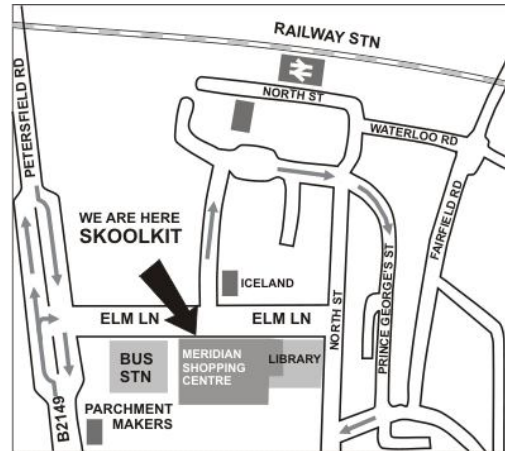 RAILWAY STN
NORTH ST
WATERLOO RD
PETERSFIELD RD
FAIRFIELD RD
WE ARE HERE
SKOOLKIT
ICELAND
ELM LN
ELM LN
NORTH ST
PRINCE GEORGE'S ST
BUS
STN
MERIDIAN
SHOPPING
CENTRE
LIBRARY
B2149
PARCHMENT
MAKERS